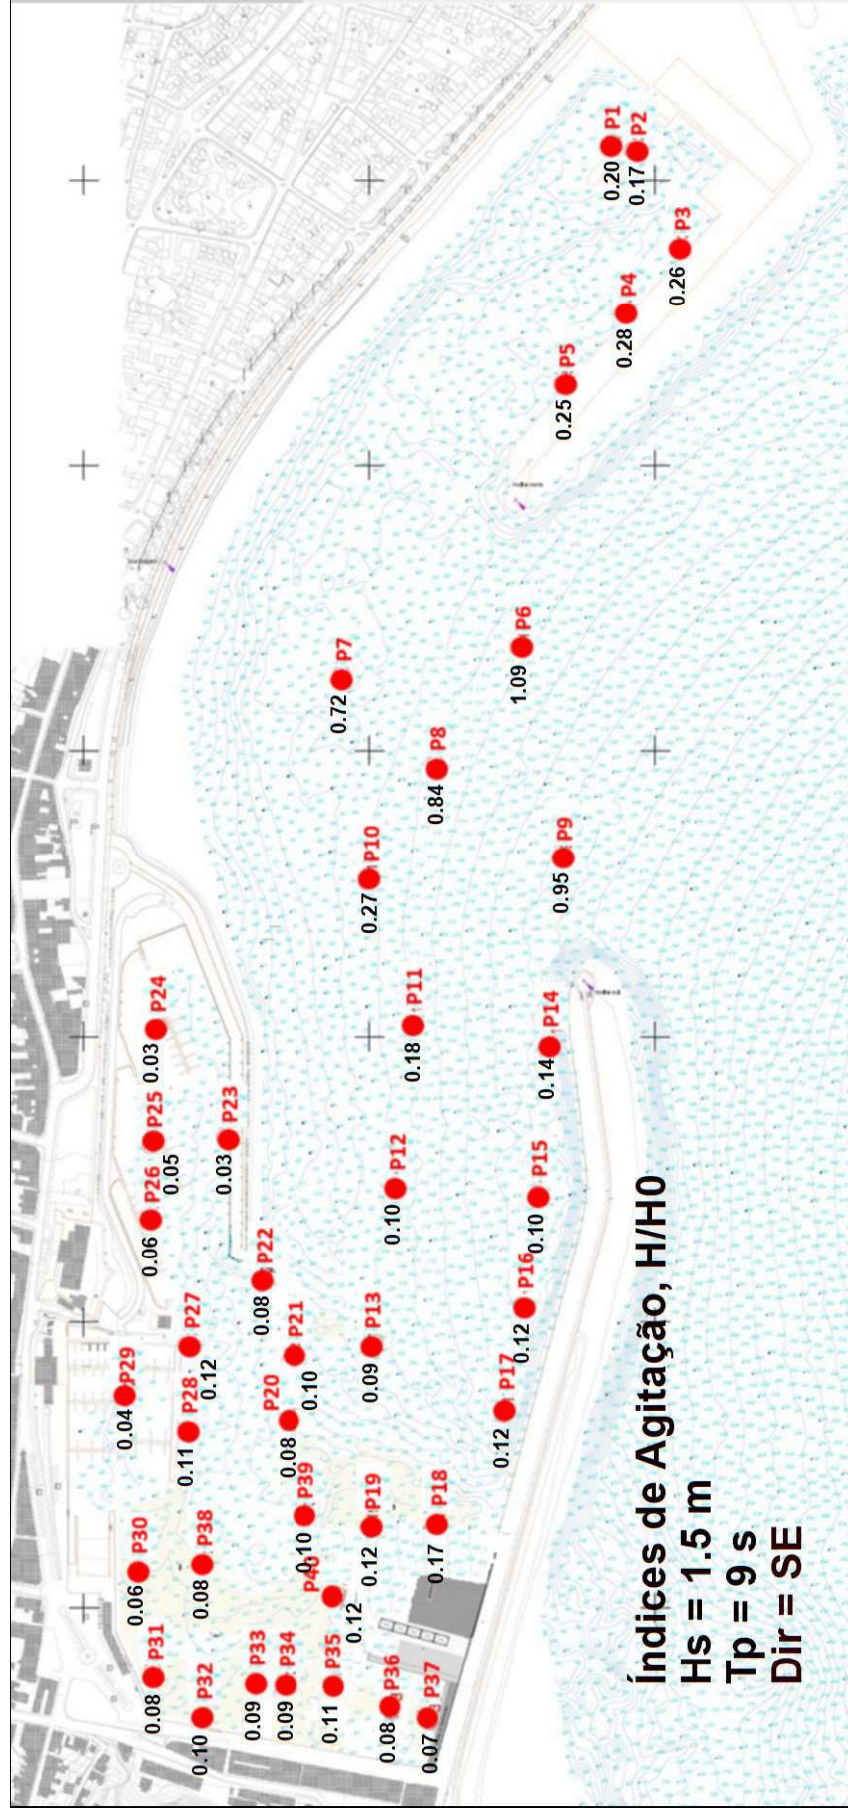 P1
0.20
P2
0.17
P3
0.26
P4
0.28
P5
0.25
P6
1.09
P7
0.72
P8
0.84
P9
0.95
P10
0.27
P11
0.18
P12
0.10
P13
0.09
P14
0.14
P15
0.10
P16
0.12
P17
0.12
P18
0.17
P19
0.12
P20
0.08
P21
0.10
P22
0.08
P23
0.03
P24
0.03
P25
0.05
P26
0.06
P27
0.12
P28
0.11
P29
0.04
P30
0.06
P31
0.08
P32
0.10
P33
0.09
P34
0.09
P35
0.11
P36
0.08
P37
0.07
P38
0.08
P39
0.10
P40
0.12
Índices de Agitação, H/H0
Hs = 1.5 m
Tp = 9 s
Dir = SE